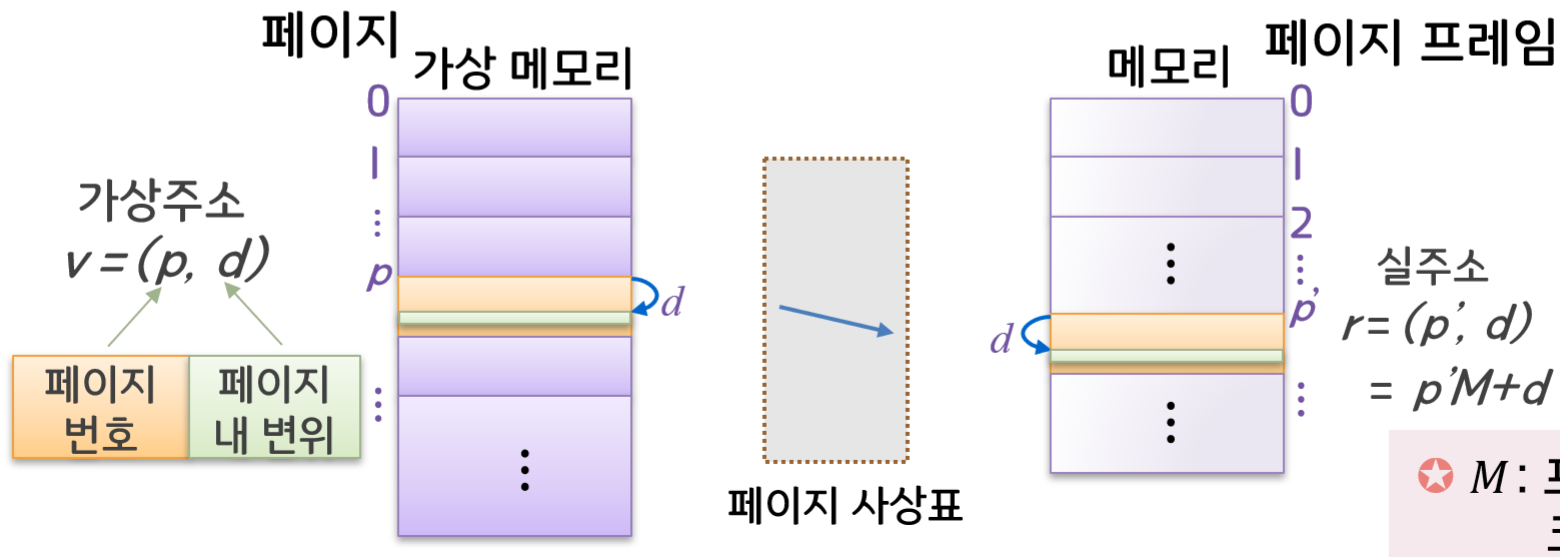 페이지
가상 메모리
0
1
⋮
p
⋮
d
⋮
가상주소
v = (p, d)
페이지 번호
페이지 내 변위
페이지 사상표
메모리
페이지 프레임
0
1
2
⋮
p'
⋮
⋮
d
⋮
실주소
r = (p', d)
= p'M+d
✪ M :